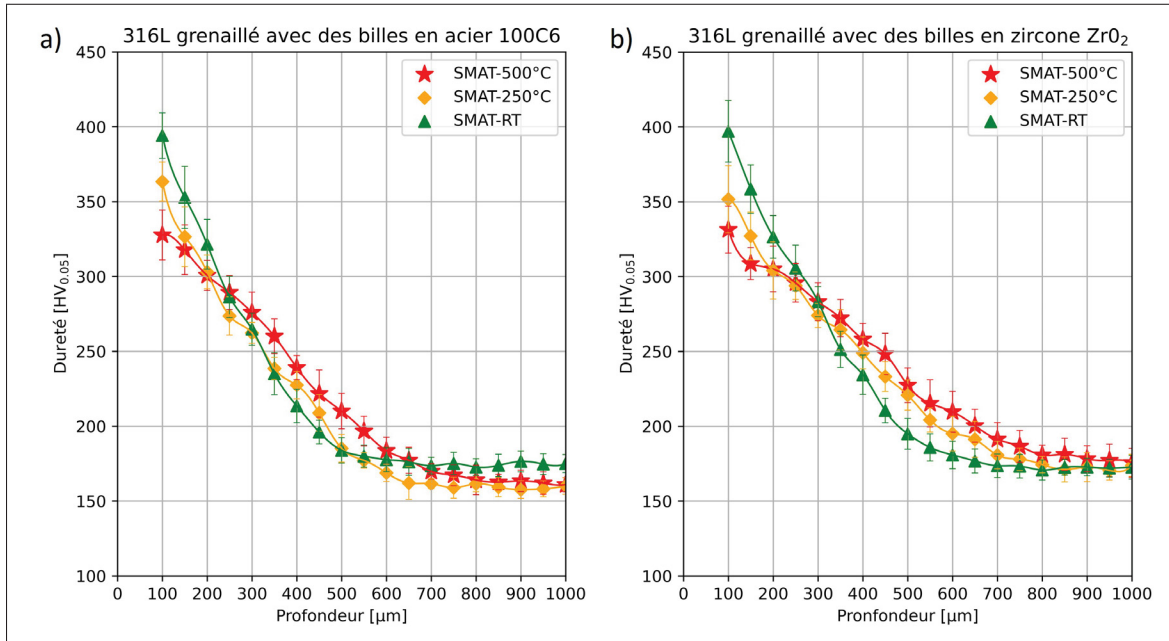 a)
316L grenaillé avec des billes en acier 100C6
450
400
350
300
250
200
150
100
Dureté [HV0.05]
SMAT-500°C
SMAT-250°C
SMAT-RT
0 100 200 300 400 500 600 700 800 900 1000
Profondeur [µm]
b)
316L grenaillé avec des billes en zircone Zr0₂
450
400
350
300
250
200
150
100
Dureté [HV0.05]
SMAT-500°C
SMAT-250°C
SMAT-RT
0 100 200 300 400 500 600 700 800 900 1000
Pronfondeur [µm]